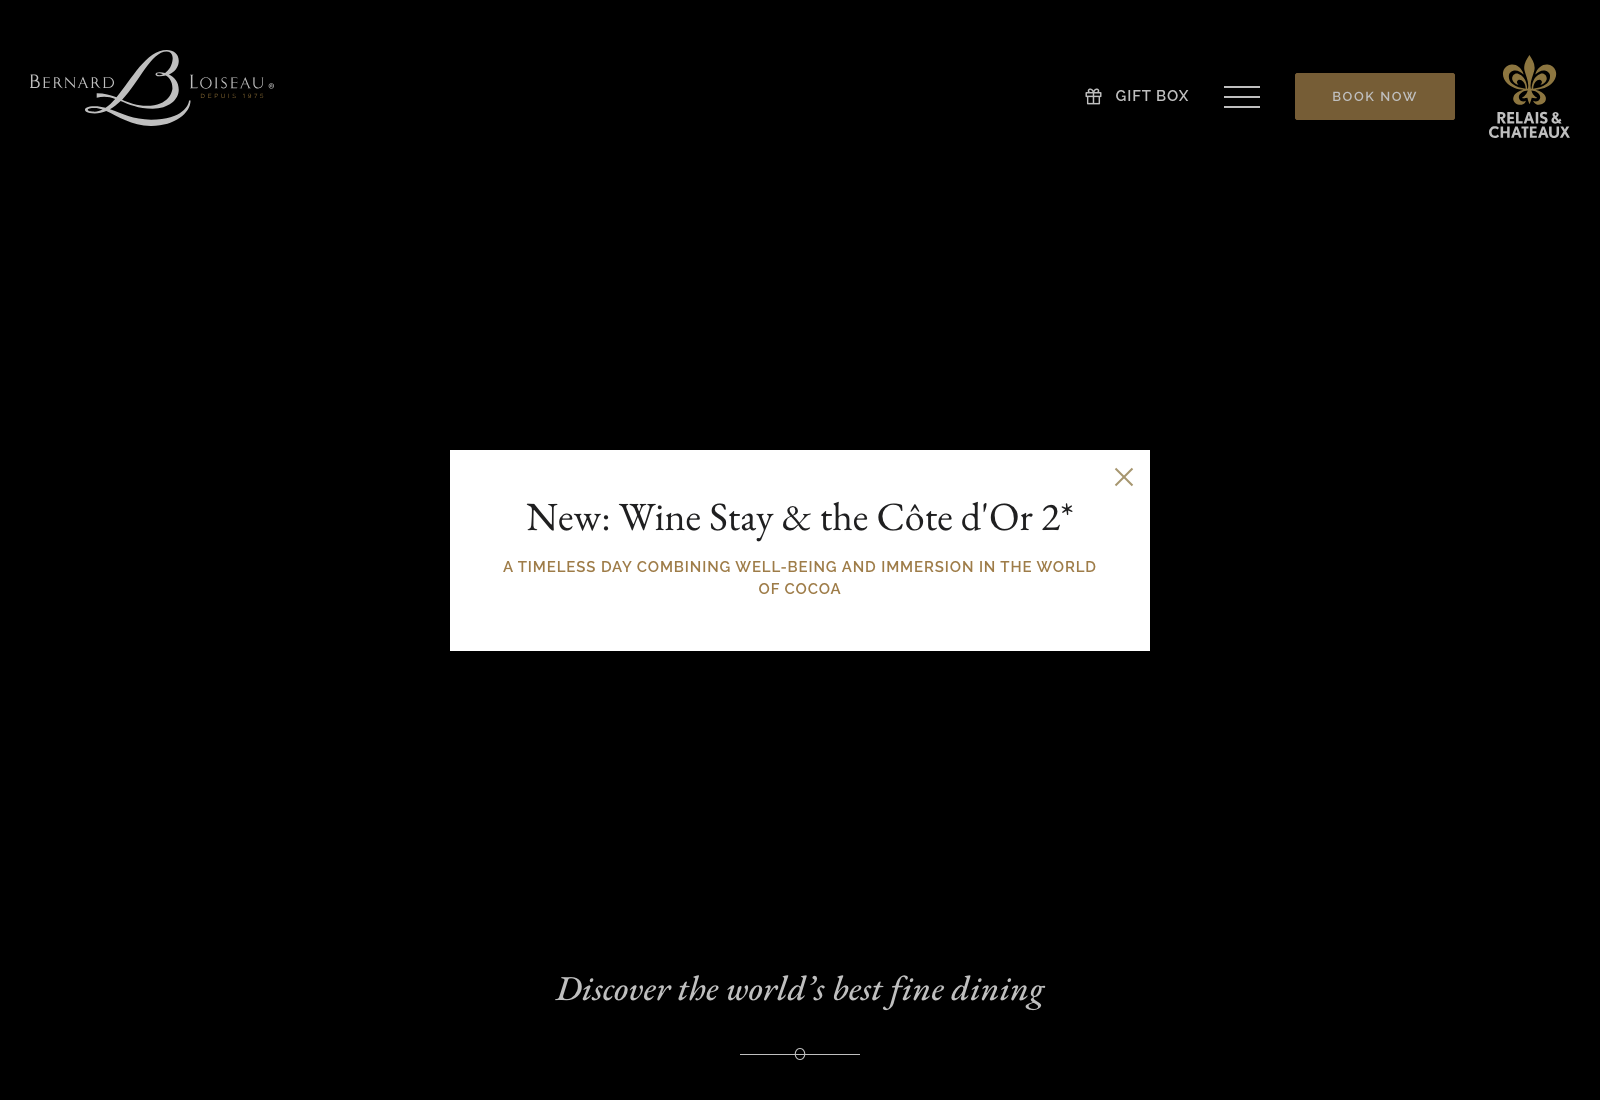 BERNARD B LOISEAU ®
DEPUIS 1975
GIFT BOX
BOOK NOW
RELAIS &
CHATEAUX
New: Wine Stay & the Côte d'Or 2*
A TIMELESS DAY COMBINING WELL-BEING AND IMMERSION IN THE WORLD
OF COCOA
Discover the world’s best fine dining